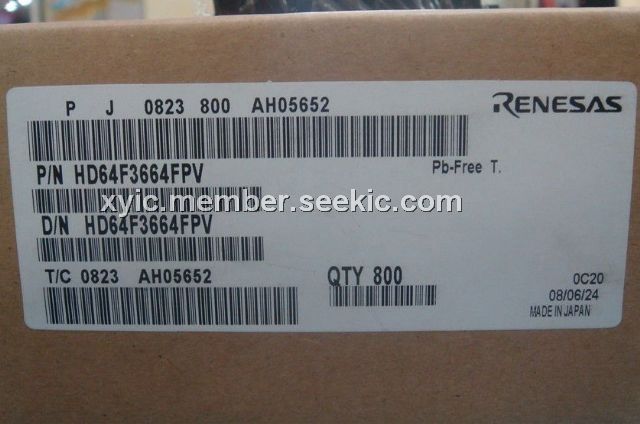 P J 0823 800 AH05652
RENESAS
P/N HD64F3664FPV
Pb-Free T.
xyic.member.seekic.com
D/N HD64F3664FPV
T/C 0823 AH05652
QTY 800
0C20
08/06/24
MADE IN JAPAN